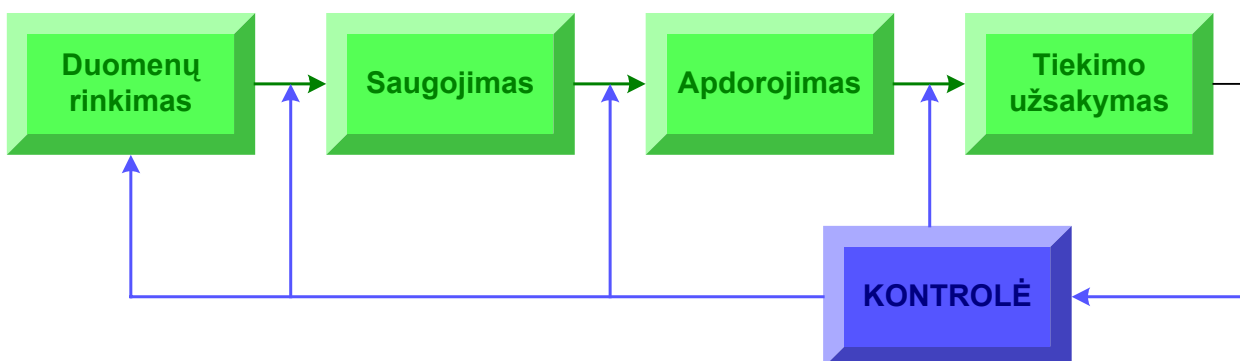 Duomenų
rinkimas
Saugojimas
Apdorojimas
Tiekimo
užsakymas
KONTROLĖ